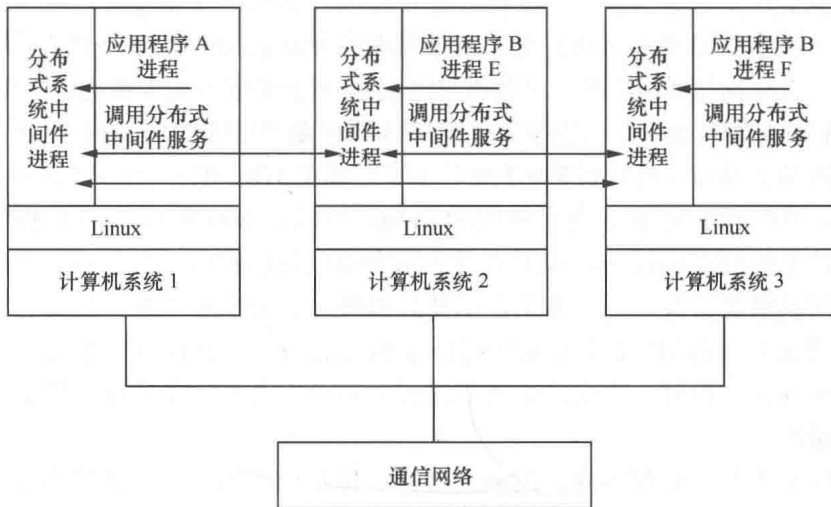 分布
式系
统中
间件
进程
应用程序 A
进程
调用分布式
中间件服务
Linux
计算机系统 1
分布
式系
统中
间件
进程
应用程序 B
进程 E
调用分布式
中间件服务
Linux
计算机系统 2
分布
式系
统中
间件
进程
应用程序 B
进程 F
调用分布式
中间件服务
Linux
计算机系统 3
通信网络